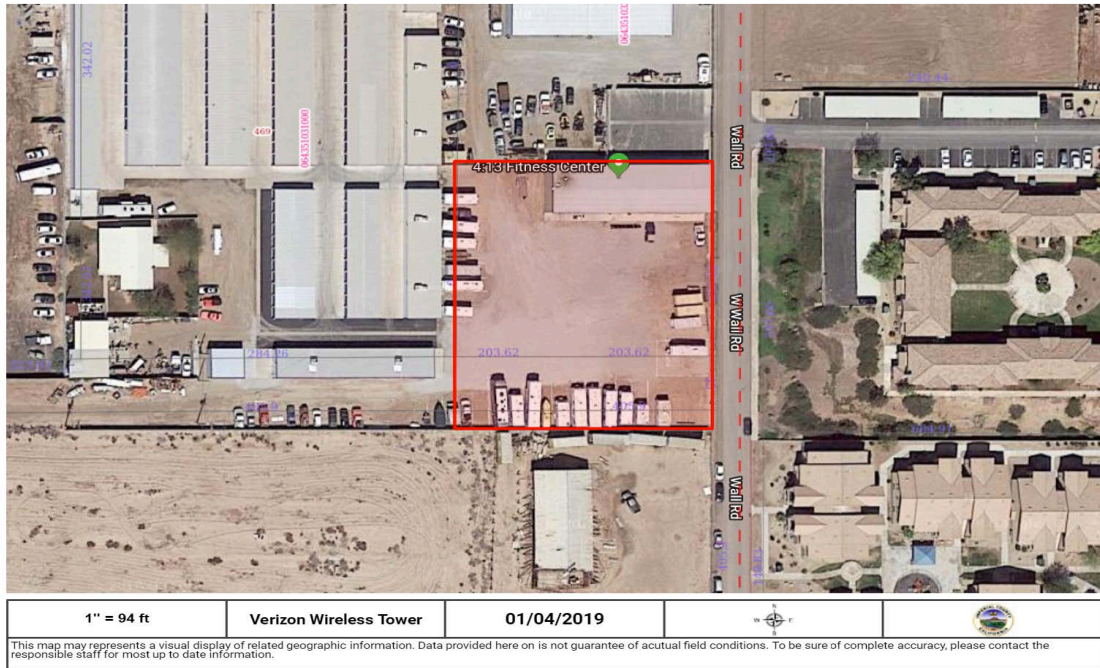 342.02
064351031000
469
4:13 Fitness Center
Wall Rd
W Wall Rd
Wall Rd
284.26
203.62
203.62
1" = 94 ft
Verizon Wireless Tower
01/04/2019
N
W
E
This map may represents a visual display of related geographic information. Data provided here on is not guarantee of acutual field conditions. To be sure of complete accuracy, please contact the
responsible staff for most up to date information.